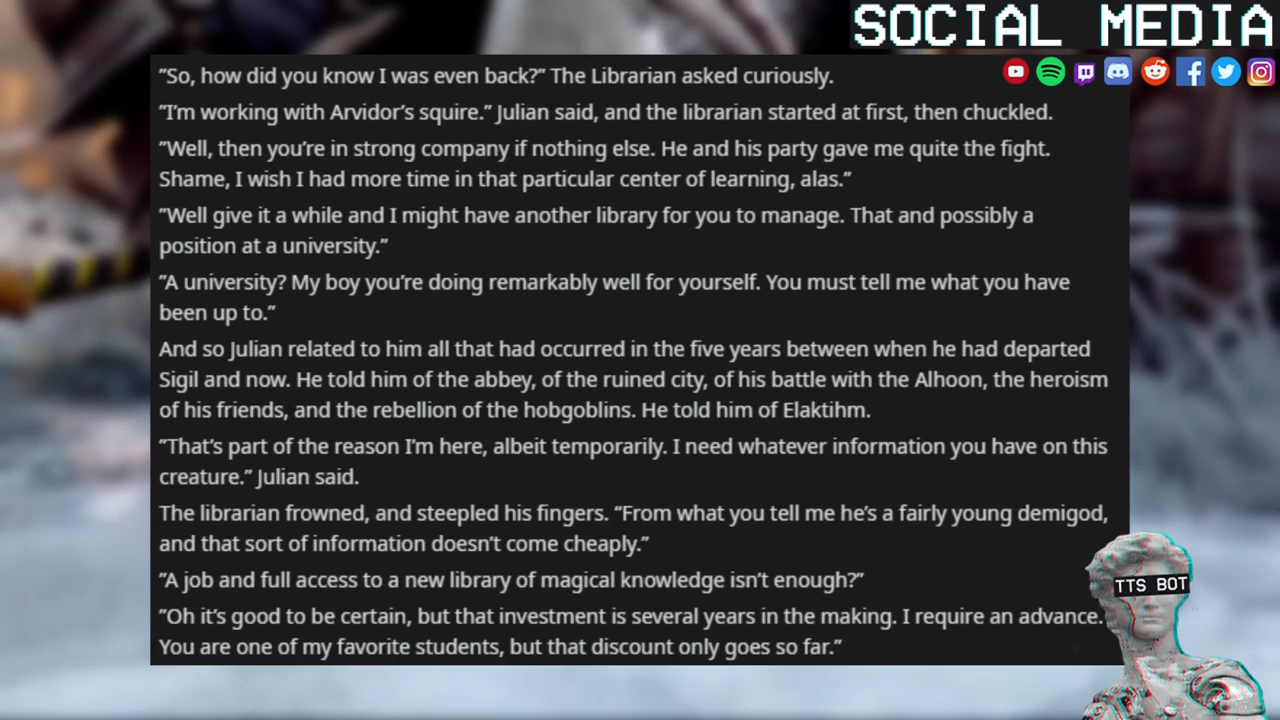 SOCIAL MEDIA
”So, how did you know I was even back?” The Librarian asked curiously.
”I’m working with Arvidor’s squire.” Julian said, and the librarian started at first, then chuckled.
”Well, then you’re in strong company if nothing else. He and his party gave me quite the fight.
Shame, I wish I had more time in that particular center of learning, alas.”
”Well give it a while and I might have another library for you to manage. That and possibly a
position at a university.”
”A university? My boy you’re doing remarkably well for yourself. You must tell me what you have
been up to.”
And so Julian related to him all that had occurred in the five years between when he had departed
Sigil and now. He told him of the abbey, of the ruined city, of his battle with the Alhoon, the heroism
of his friends, and the rebellion of the hobgoblins. He told him of Elaktihm.
”That’s part of the reason I’m here, albeit temporarily. I need whatever information you have on this
creature.” Julian said.
The librarian frowned, and steepled his fingers. “From what you tell me he’s a fairly young demigod,
and that sort of information doesn’t come cheaply.”
”A job and full access to a new library of magical knowledge isn’t enough?”
”Oh it’s good to be certain, but that investment is several years in the making. I require an advance.
You are one of my favorite students, but that discount only goes so far.”
TTS BOT